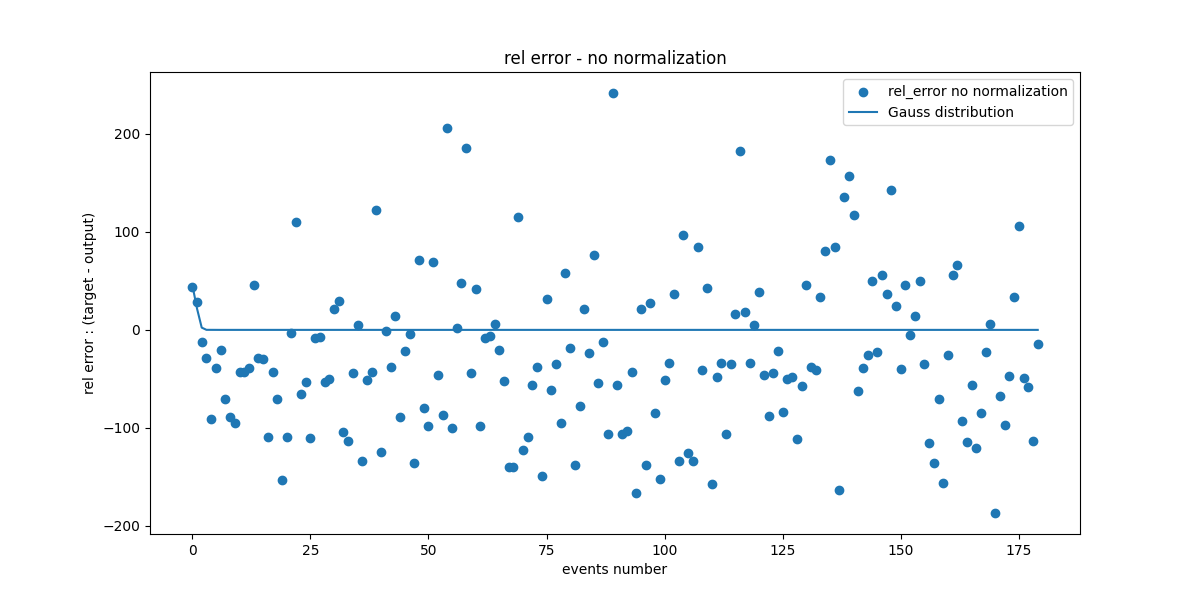 rel error - no normalization
rel_error no normalization
Gauss distribution
rel error : (target - output)
200
100
0
−100
−200
0 25 50 75 100 125 150 175
events number